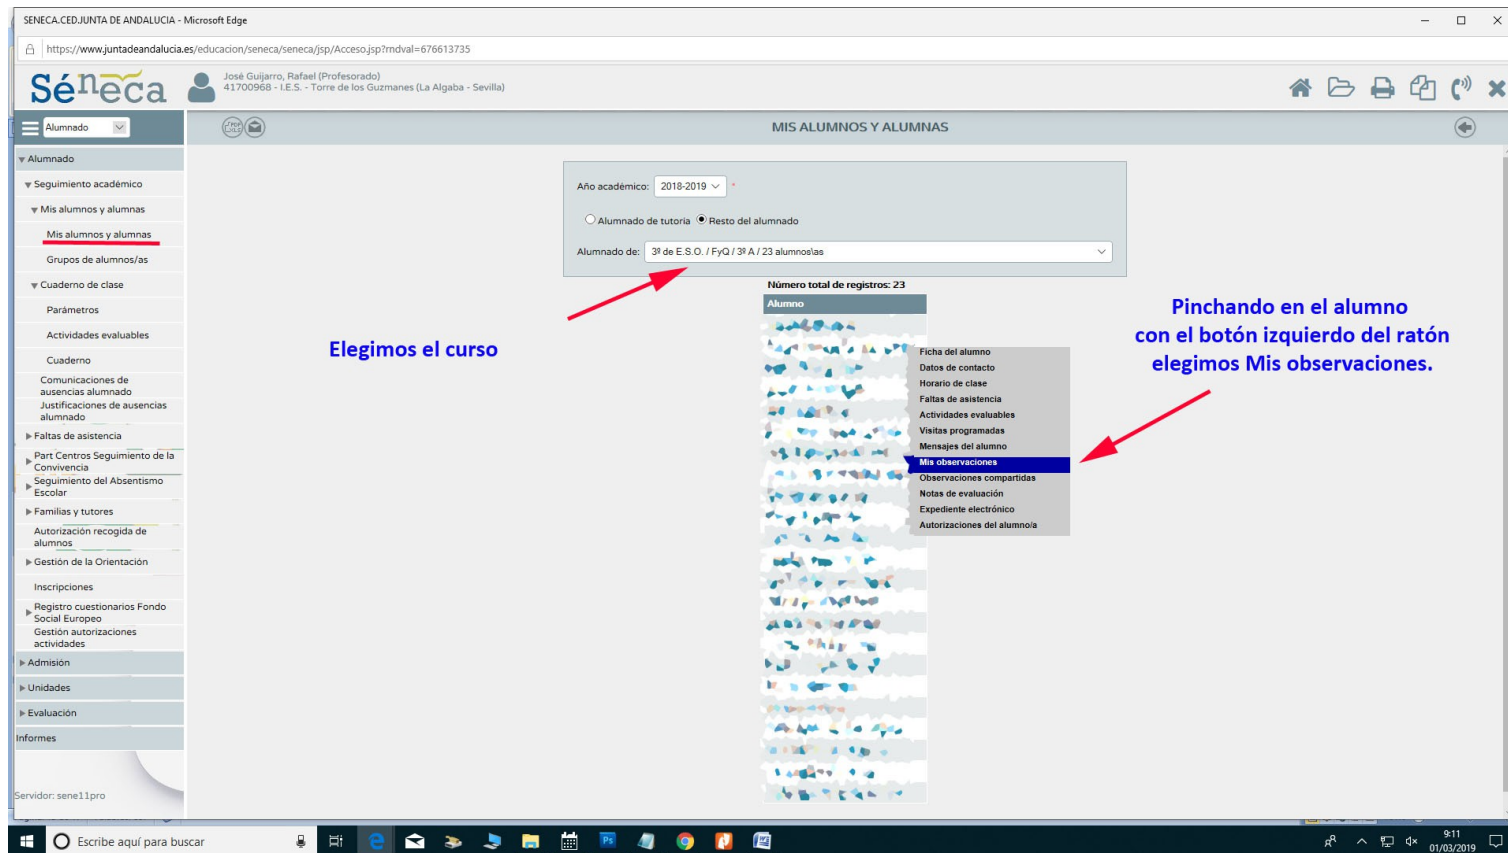 SENECA.CED.JUNTA DE ANDALUCIA - Microsoft Edge
https://www.juntadeandalucia.es/educacion/seneca/seneca/jsp/Acceso.jsp?rndval=676613735
Séneca
José Guijarro, Rafael (Profesorado)
41700968 - I.E.S. - Torre de los Guzmanes (La Algaba - Sevilla)
Alumnado
MIS ALUMNOS Y ALUMNAS
Alumnado
Seguimiento académico
Mis alumnos y alumnas
Mis alumnos y alumnas
Grupos de alumnos/as
Cuaderno de clase
Parámetros
Actividades evaluables
Cuaderno
Comunicaciones de
ausencias alumnado
Justificaciones de ausencias
alumnado
Faltas de asistencia
Part Centros Seguimiento de la
Convivencia
Seguimiento del Absentismo
Escolar
Familias y tutores
Autorización recogida de
alumnos
Gestión de la Orientación
Inscripciones
Registro cuestionarios Fondo
Social Europeo
Gestión autorizaciones
actividades
Admisión
Unidades
Evaluación
Informes
Servidor: sene11pro
Año académico: 2018-2019 *
Alumnado de tutoria Resto del alumnado
Alumnado de: 3º de E.S.O. / FyQ / 3º A / 23 alumnos\as
Número total de registros: 23
Alumno
Elegimos el curso
Ficha del alumno
Datos de contacto
Horario de clase
Faltas de asistencia
Actividades evaluables
Visitas programadas
Mensajes del alumno
Mis observaciones
Observaciones compartidas
Notas de evaluación
Expediente electrónico
Autorizaciones del alumno/a
Pinchando en el alumno
con el botón izquierdo del ratón
elegimos Mis observaciones.
Escribe aquí para buscar
Ps
9:11
01/03/2019